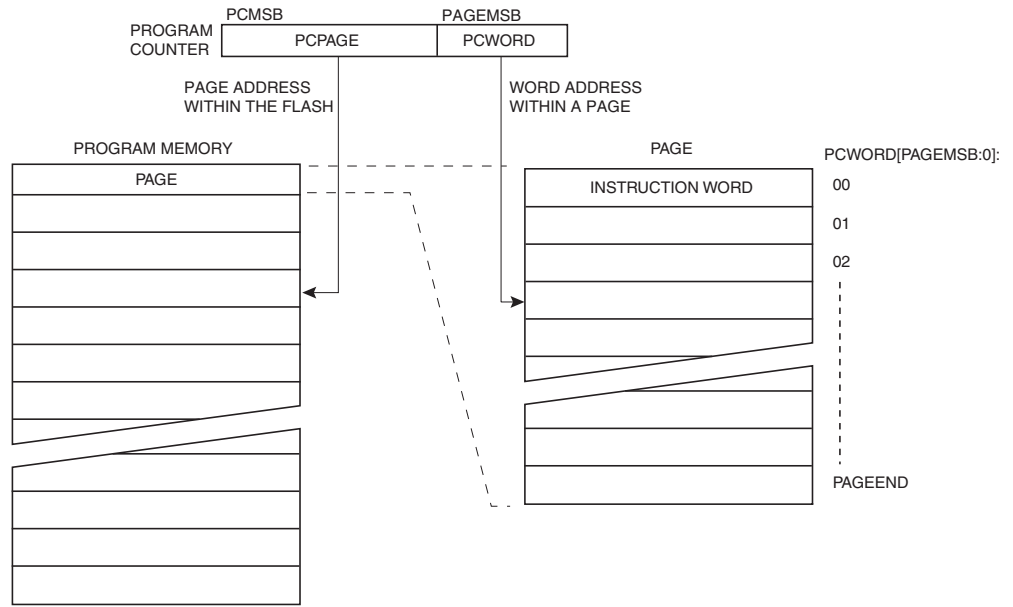 PCMSB
PAGEMSB
PROGRAM
COUNTER
PCPAGE
PCWORD
PAGE ADDRESS
WITHIN THE FLASH
WORD ADDRESS
WITHIN A PAGE
PROGRAM MEMORY
PAGE
PAGE
PCWORD[PAGEMSB:0]:
INSTRUCTION WORD
00
01
02
PAGEEND